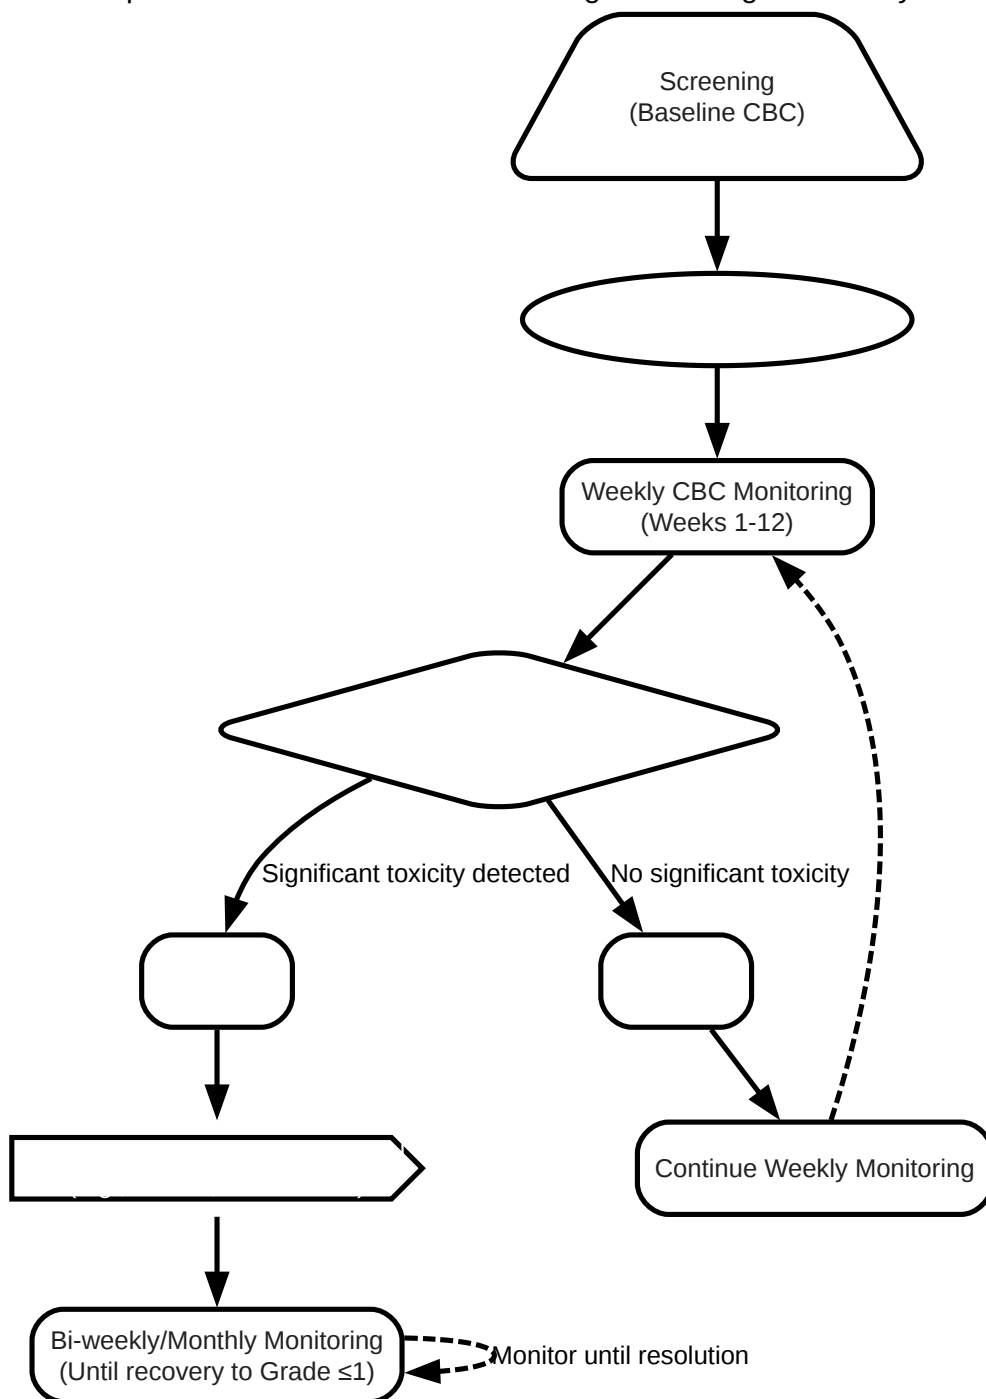 Screening
(Baseline CBC)
Weekly CBC Monitoring
(Weeks 1-12)
Significant toxicity detected
No significant toxicity
Continue Weekly Monitoring
Bi-weekly/Monthly Monitoring
(Until recovery to Grade ≤1)
Monitor until resolution